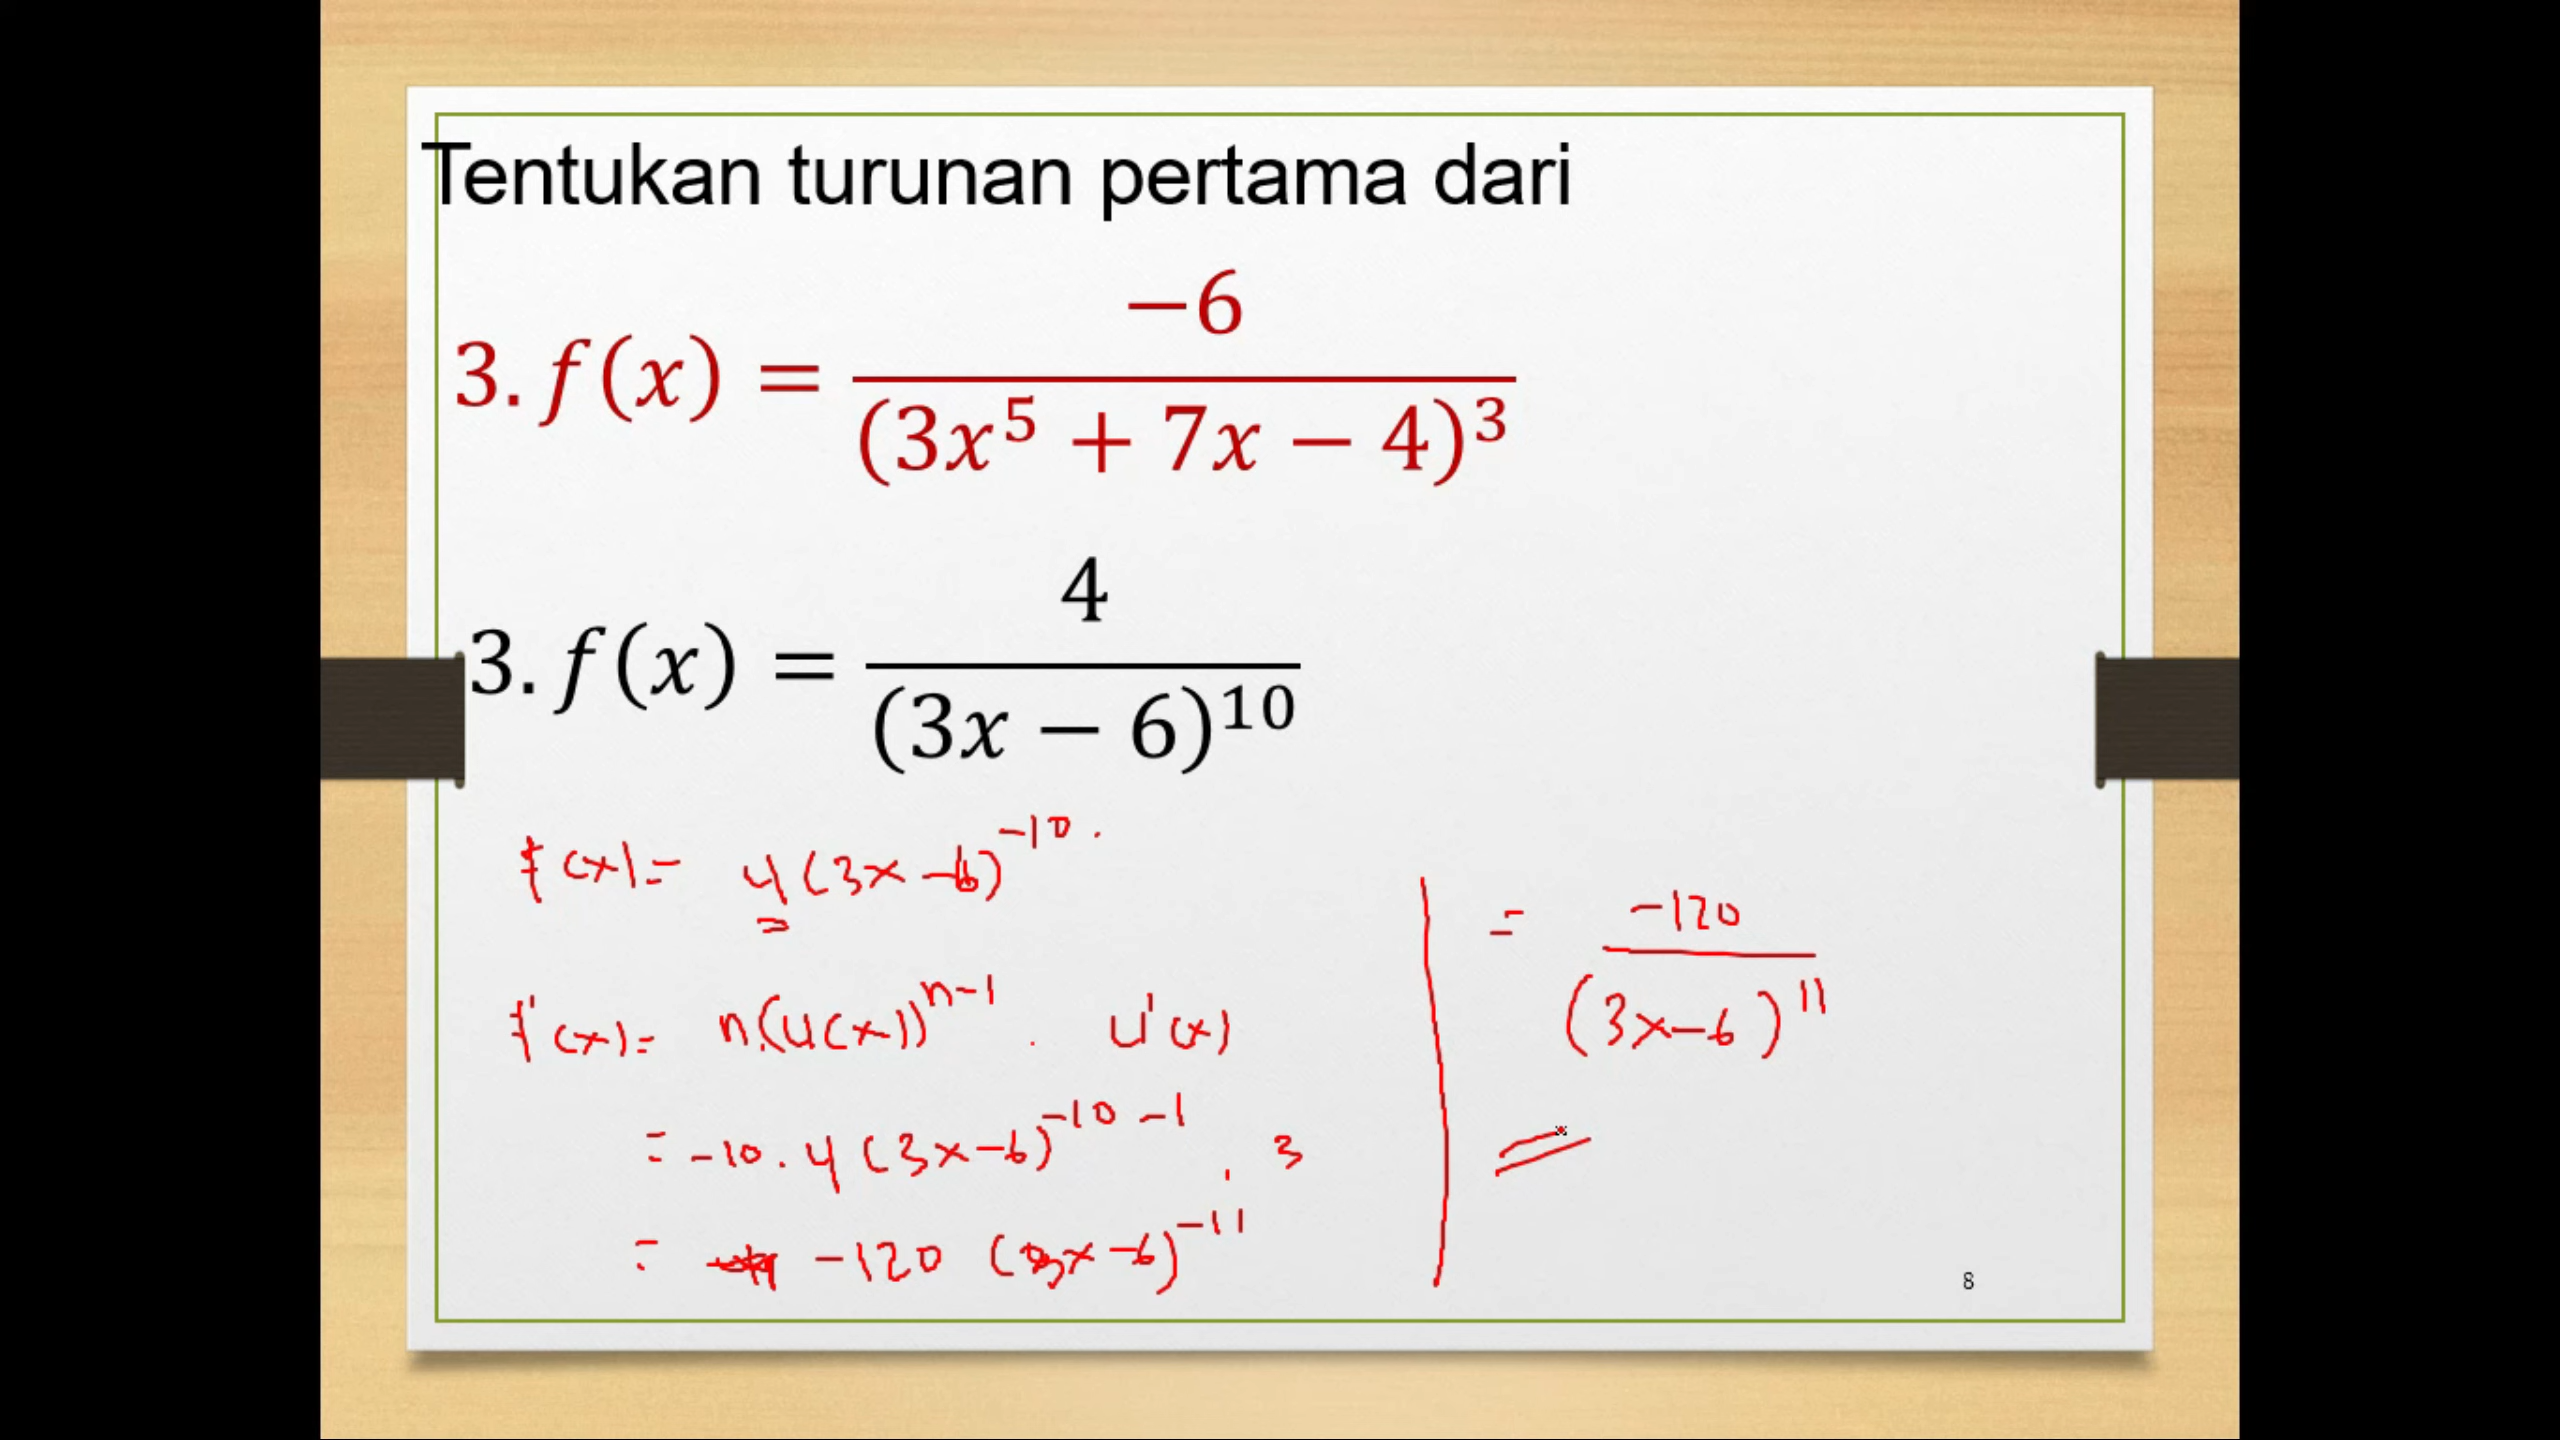 Tentukan turunan pertama dari
3. f(x) = −6 / (3x⁵ + 7x − 4)³
3. f(x) = 4 / (3x − 6)¹⁰
f(x) = 4(3x − 6)⁻¹⁰.
f'(x) = n.(u(x))ⁿ⁻¹ . u'(x)
= −10 . 4 (3x − 6)⁻¹⁰ ⁻¹ . 3
= −120 (3x − 6)⁻¹¹
= −120 / (3x − 6)¹¹
8